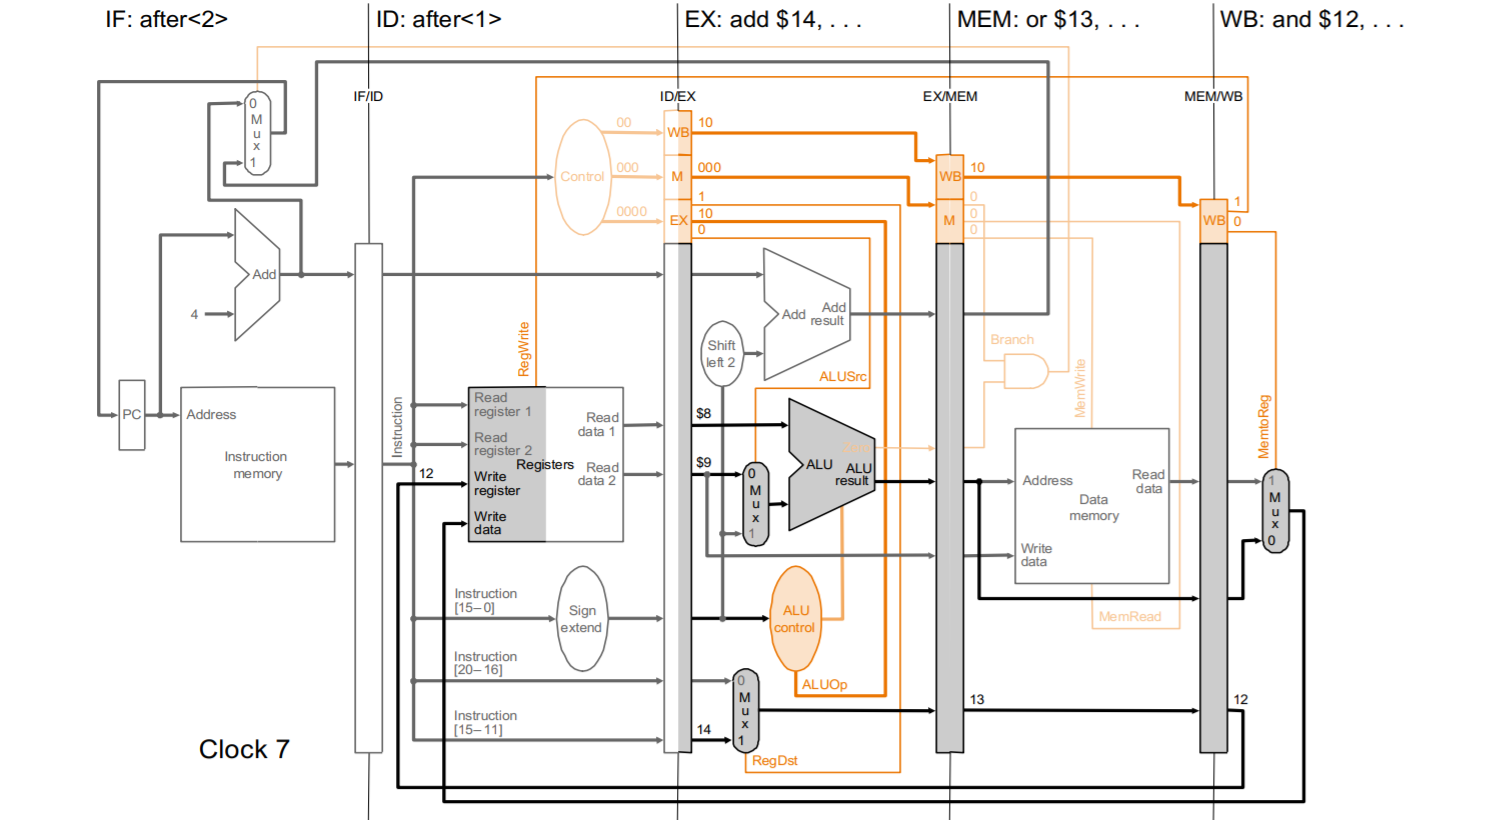 IF: after<2>
ID: after<1>
EX: add $14, . . .
MEM: or $13, . . .
WB: and $12, . . .
IF/ID
ID/EX
EX/MEM
MEM/WB
0
M
u
x
1
Control
00
000
0000
WB
M
EX
10
000
1
10
0
WB
M
10
0
0
0
WB
1
0
Add
4
RegWrite
Shift
left 2
Add
Add
result
ALUSrc
Branch
MemWrite
MemtoReg
PC
Address
Instruction
memory
Instruction
12
Read
register 1
Read
register 2
Write
register
Write
data
Registers
Read
data 1
Read
data 2
$8
$9
0
M
u
x
1
ALU
Zero
ALU
result
Address
Read
data
Data
memory
Write
data
1
M
u
x
0
MemRead
Instruction
[15–0]
Sign
extend
ALU
control
ALUOp
Instruction
[20–16]
Instruction
[15–11]
14
0
M
u
x
1
RegDst
13
12
Clock 7